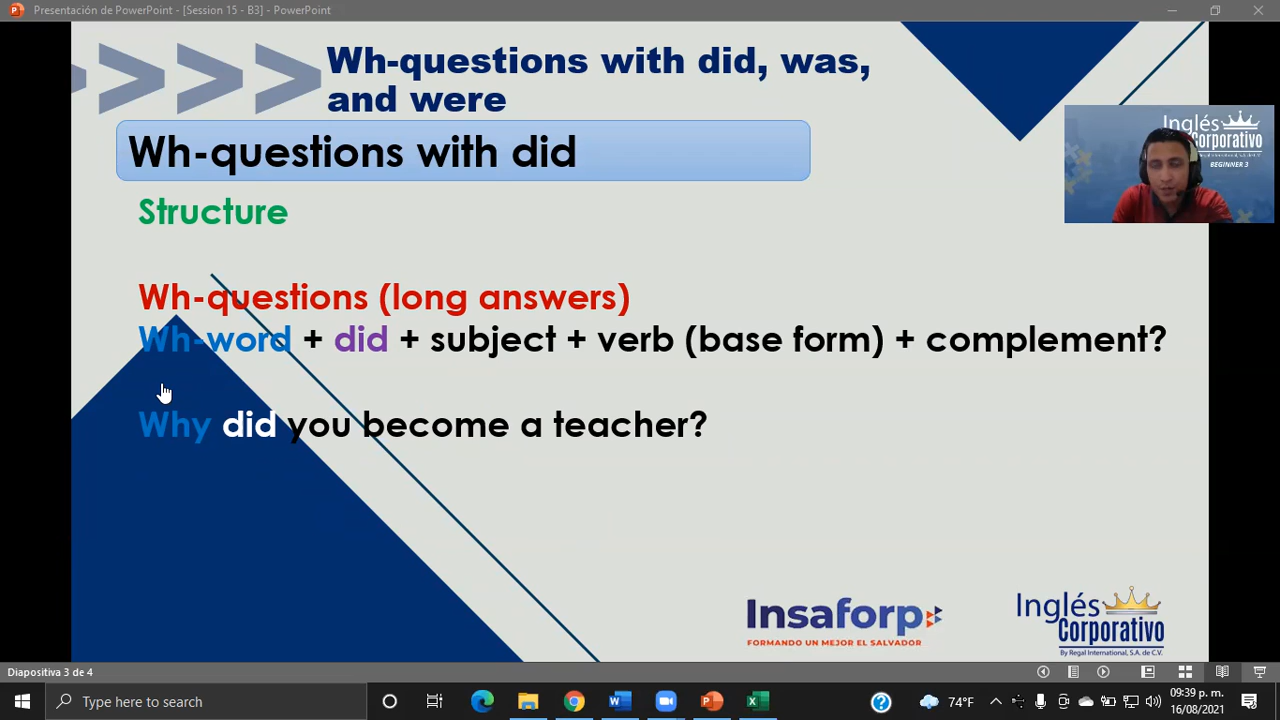 Presentación de PowerPoint - [Session 15 - B3] - PowerPoint
Wh-questions with did, was,
and were
Wh-questions with did
Inglés
Corporativo
BEGINNER 3
Structure
Wh-questions (long answers)
Wh-word + did + subject + verb (base form) + complement?
Why did you become a teacher?
Insaforp
FORMANDO UN MEJOR EL SALVADOR
Inglés
Corporativo
By Regal International, S.A. de C.V.
Diapositiva 3 de 4
Type here to search
74°F
09:39 p. m.
16/08/2021